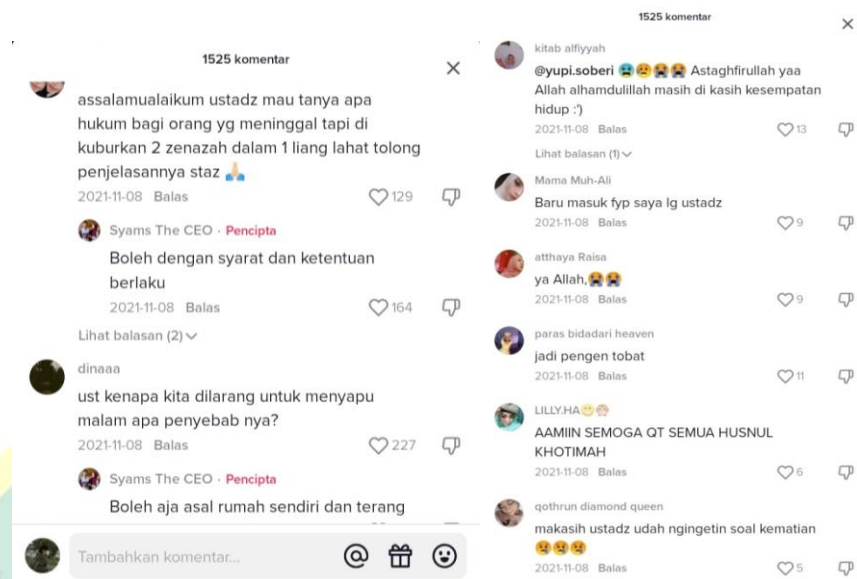 1525 komentar
assalamualaikum ustadz mau tanya apa
hukum bagi orang yg meninggal tapi di
kuburkan 2 zenazah dalam 1 liang lahat tolong
penjelasannya staz 🙏🏻
2021-11-08 Balas
129
Syams The CEO · Pencipta
Boleh dengan syarat dan ketentuan
berlaku
2021-11-08 Balas
164
Lihat balasan (2)
dinaaa
ust kenapa kita dilarang untuk menyapu
malam apa penyebab nya?
2021-11-08 Balas
227
Syams The CEO · Pencipta
Boleh aja asal rumah sendiri dan terang
Tambahkan komentar...
1525 komentar
kitab alfiyyah
@yupi.soberi 😨😥😭😭 Astaghfirullah yaa
Allah alhamdulillah masih di kasih kesempatan
hidup :')
2021-11-08 Balas
13
Lihat balasan (1)
Mama Muh-Ali
Baru masuk fyp saya lg ustadz
2021-11-08 Balas
9
atthaya Raisa
ya Allah,😭😭
2021-11-08 Balas
9
paras bidadari heaven
jadi pengen tobat
2021-11-08 Balas
11
LILLY.HA
AAMIIN SEMOGA QT SEMUA HUSNUL
KHOTIMAH
2021-11-08 Balas
6
qothrun diamond queen
makasih ustadz udah ngingetin soal kematian
😢😢😢
2021-11-08 Balas
5